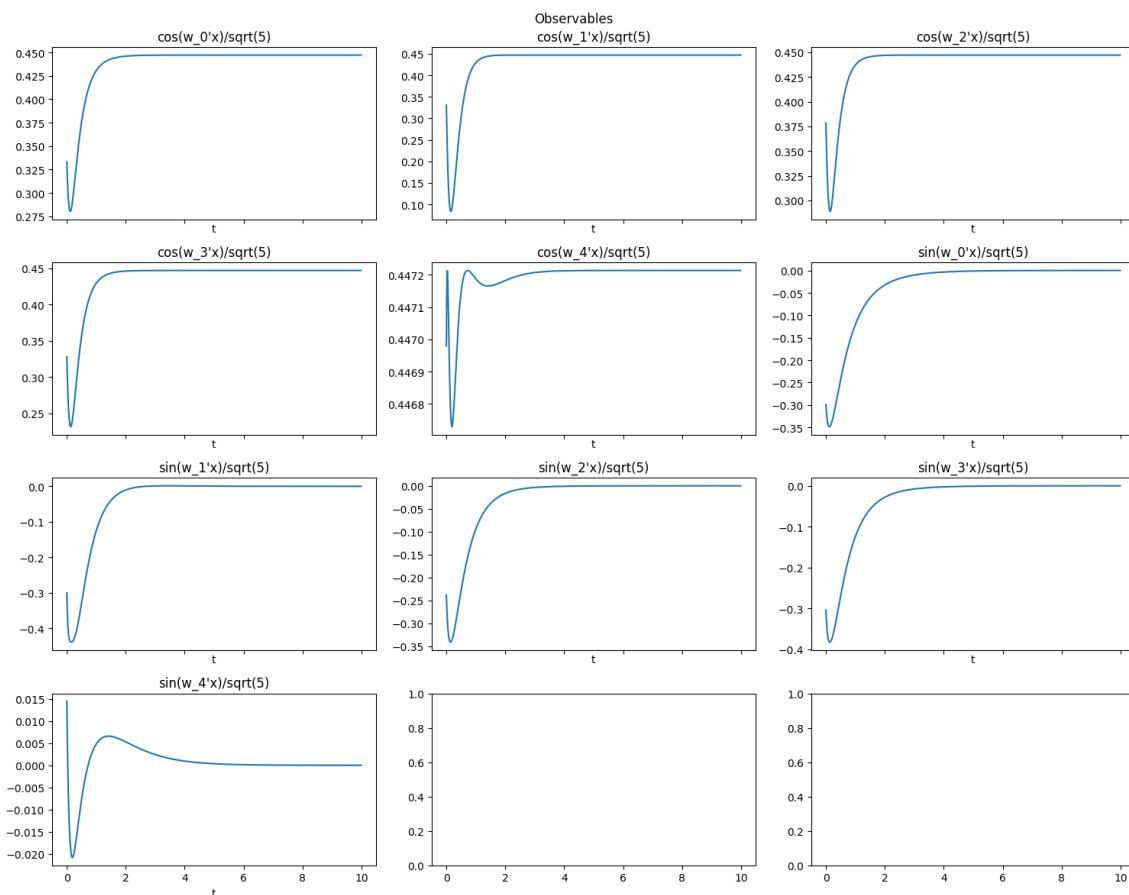 Observables
cos(w_0'x)/sqrt(5) cos(w_1'x)/sqrt(5) cos(w_2'x)/sqrt(5)
0.450 0.45 0.450
0.425 0.40 0.425
0.400 0.35 0.400
0.375 0.30 0.375
0.350 0.25 0.350
0.325 0.20 0.325
0.300 0.15 0.300
0.275 0.10
t t t
cos(w_3'x)/sqrt(5) cos(w_4'x)/sqrt(5) sin(w_0'x)/sqrt(5)
0.45 0.4472 0.00
0.40 0.4471 −0.05
0.35 0.4470 −0.10
0.30 0.4469 −0.15
0.25 0.4468 −0.20
−0.25
−0.30
−0.35
t t t
sin(w_1'x)/sqrt(5) sin(w_2'x)/sqrt(5) sin(w_3'x)/sqrt(5)
0.0 0.00 0.0
−0.1 −0.05 −0.1
−0.2 −0.10 −0.2
−0.3 −0.15 −0.3
−0.4 −0.20 −0.4
−0.25
−0.30
−0.35
t t t
sin(w_4'x)/sqrt(5)
0.015 1.0 1.0
0.010 0.8 0.8
0.005 0.6 0.6
0.000 0.4 0.4
−0.005 0.2 0.2
−0.010 0.0 0.0
−0.015
−0.020
0 2 4 6 8 10 0 2 4 6 8 10 0 2 4 6 8 10
t